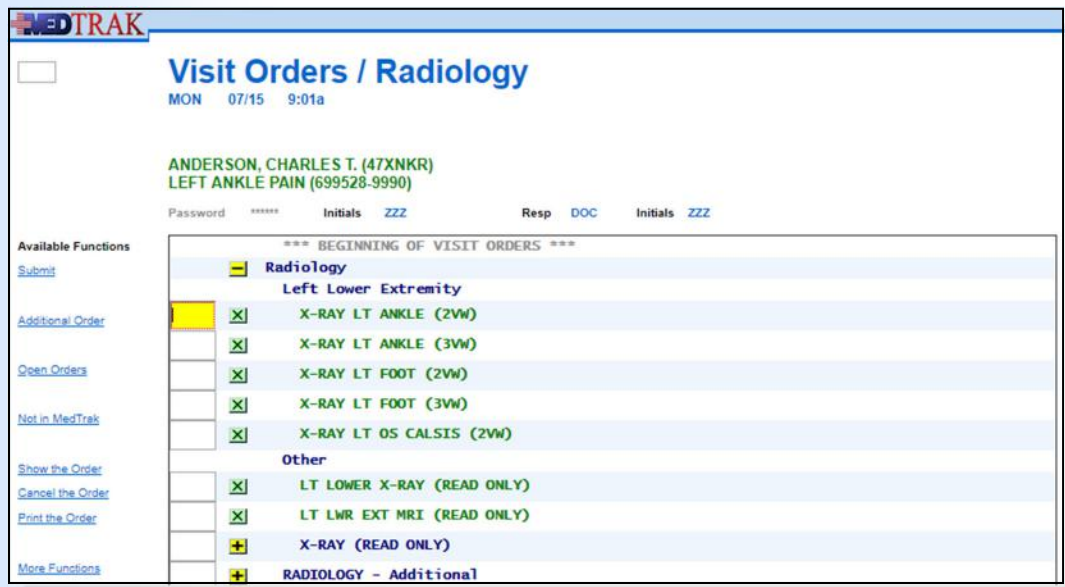 MEDTRAK
Visit Orders / Radiology
MON 07/15 9:01a
ANDERSON, CHARLES T. (47XNKR)
LEFT ANKLE PAIN (699528-9990)
Password ****** Initials ZZZ Resp DOC Initials ZZZ
Available Functions
Submit
Additional Order
Open Orders
Not in MedTrak
Show the Order
Cancel the Order
Print the Order
More Functions
*** BEGINNING OF VISIT ORDERS ***
Radiology
Left Lower Extremity
X-RAY LT ANKLE (2VW)
X-RAY LT ANKLE (3VW)
X-RAY LT FOOT (2VW)
X-RAY LT FOOT (3VW)
X-RAY LT OS CALSIS (2VW)
Other
LT LOWER X-RAY (READ ONLY)
LT LWR EXT MRI (READ ONLY)
X-RAY (READ ONLY)
RADIOLOGY - Additional